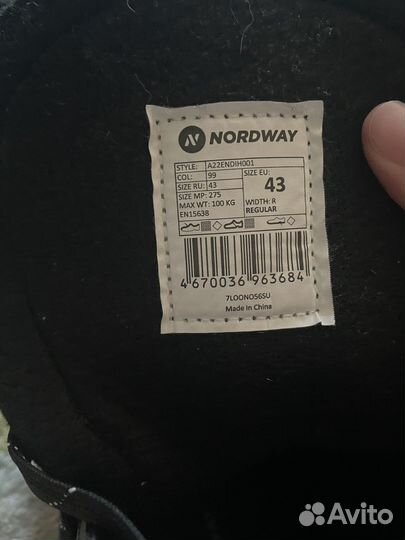 NORDWAY
STYLE: A22ENDIH001
COL: 99
SIZE RU: 43
SIZE MP: 275
MAX WT: 100 KG
EN15638
SIZE EU:
43
WIDTH: R
REGULAR
4 670036 963684
7LOONO56SU
Made in China
Avito